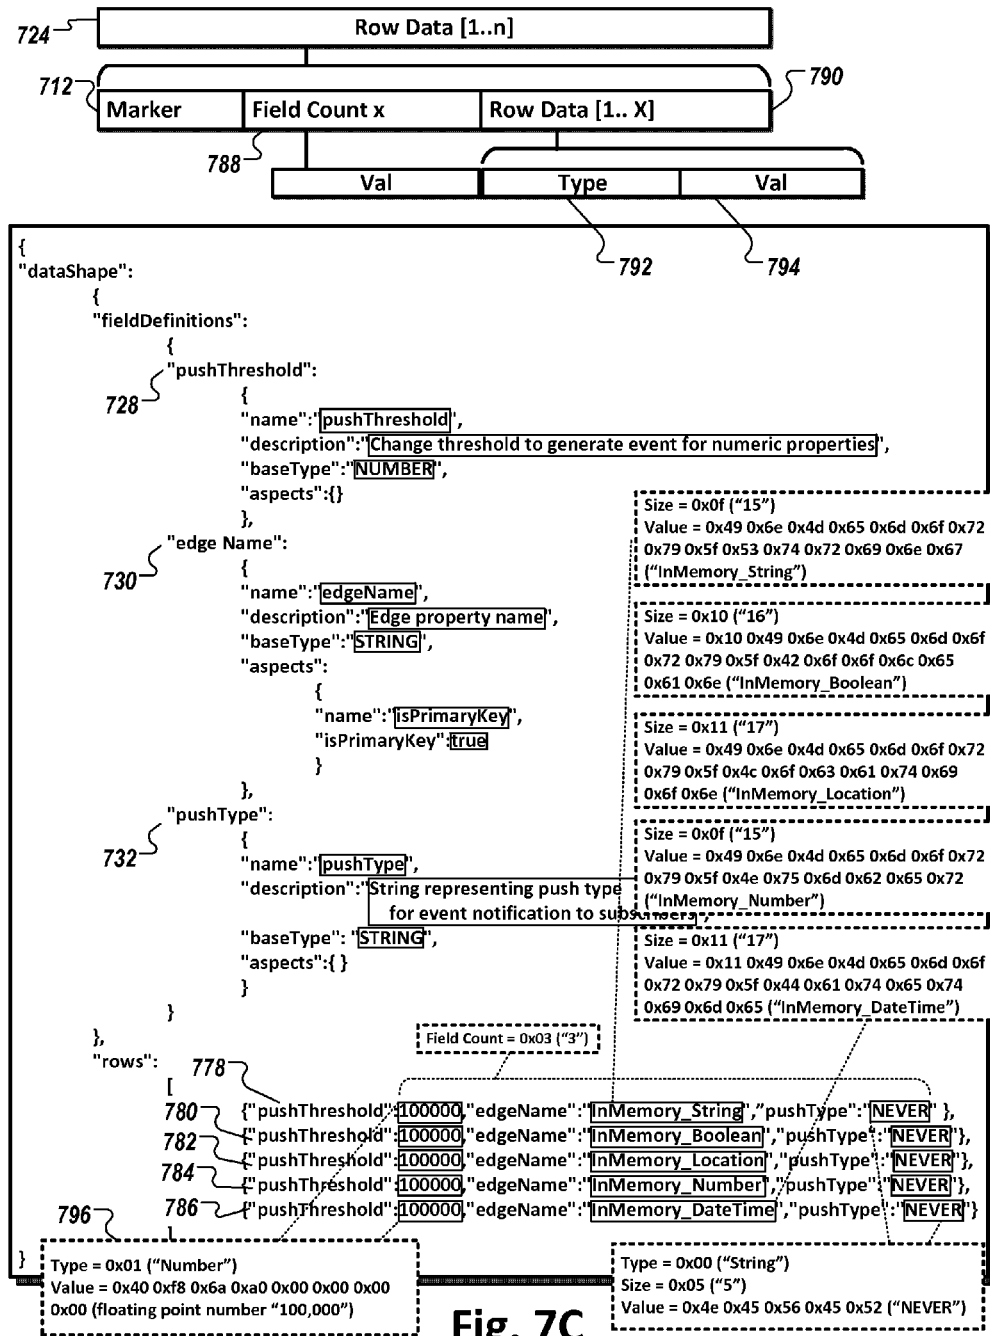 724
Row Data [1..n]
712
790
Marker
Field Count x
Row Data [1.. X]
788
Val
Type
Val
792
794
{
"dataShape":
{
"fieldDefinitions":
{
"pushThreshold":
728
{
"name":"pushThreshold",
"description":"Change threshold to generate event for numeric properties",
"baseType":"NUMBER",
"aspects":{}
},
"edge Name":
730
{
"name":"edgeName",
"description":"Edge property name",
"baseType":"STRING",
"aspects":
{
"name":"isPrimaryKey",
"isPrimaryKey":true
}
},
"pushType":
732
{
"name":"pushType",
"description":"String representing push type
for event notification to subscribers",
"baseType": "STRING",
"aspects":{ }
}
}
},
"rows":
[
Size = 0x0f (“15”)
Value = 0x49 0x6e 0x4d 0x65 0x6d 0x6f 0x72
0x79 0x5f 0x53 0x74 0x72 0x69 0x6e 0x67
(“InMemory_String”)
Size = 0x10 (“16”)
Value = 0x10 0x49 0x6e 0x4d 0x65 0x6d 0x6f
0x72 0x79 0x5f 0x42 0x6f 0x6f 0x6c 0x65
0x61 0x6e (“InMemory_Boolean”)
Size = 0x11 (“17”)
Value = 0x49 0x6e 0x4d 0x65 0x6d 0x6f 0x72
0x79 0x5f 0x4c 0x6f 0x63 0x61 0x74 0x69
0x6f 0x6e (“InMemory_Location”)
Size = 0x0f (“15”)
Value = 0x49 0x6e 0x4d 0x65 0x6d 0x6f 0x72
0x79 0x5f 0x4e 0x75 0x6d 0x62 0x65 0x72
(“InMemory_Number”)
Size = 0x11 (“17”)
Value = 0x11 0x49 0x6e 0x4d 0x65 0x6d 0x6f
0x72 0x79 0x5f 0x44 0x61 0x74 0x65 0x74
0x69 0x6d 0x65 (“InMemory_DateTime”)
Field Count = 0x03 (“3”)
778
{"pushThreshold":100000,"edgeName":"InMemory_String","pushType":"NEVER" },
780
{"pushThreshold":100000,"edgeName":"InMemory_Boolean","pushType":"NEVER"},
782
{"pushThreshold":100000,"edgeName":"InMemory_Location","pushType":"NEVER"},
784
{"pushThreshold":100000,"edgeName":"InMemory_Number","pushType":"NEVER" },
786
{"pushThreshold":100000,"edgeName":"InMemory_DateTime","pushType":"NEVER"}
]
}
796
Type = 0x01 (“Number”)
Value = 0x40 0xf8 0x6a 0xa0 0x00 0x00 0x00
0x00 (floating point number “100,000”)
Type = 0x00 (“String”)
Size = 0x05 (“5”)
Value = 0x4e 0x45 0x56 0x45 0x52 (“NEVER”)
Fig. 7C